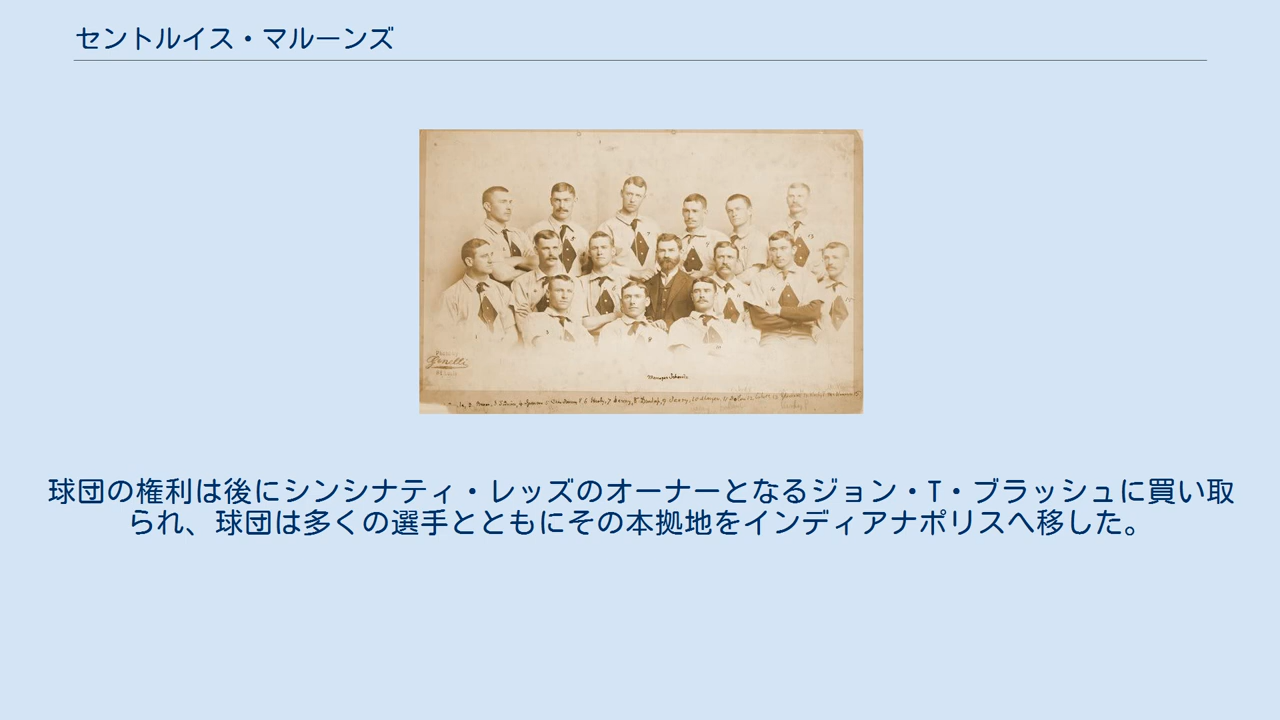 セントルイス・マルーンズ
Genelli
Manager Schmelz
球団の権利は後にシンシナティ・レッズのオーナーとなるジョン・T・ブラッシュに買い取
られ、球団は多くの選手とともにその本拠地をインディアナポリスへ移した。